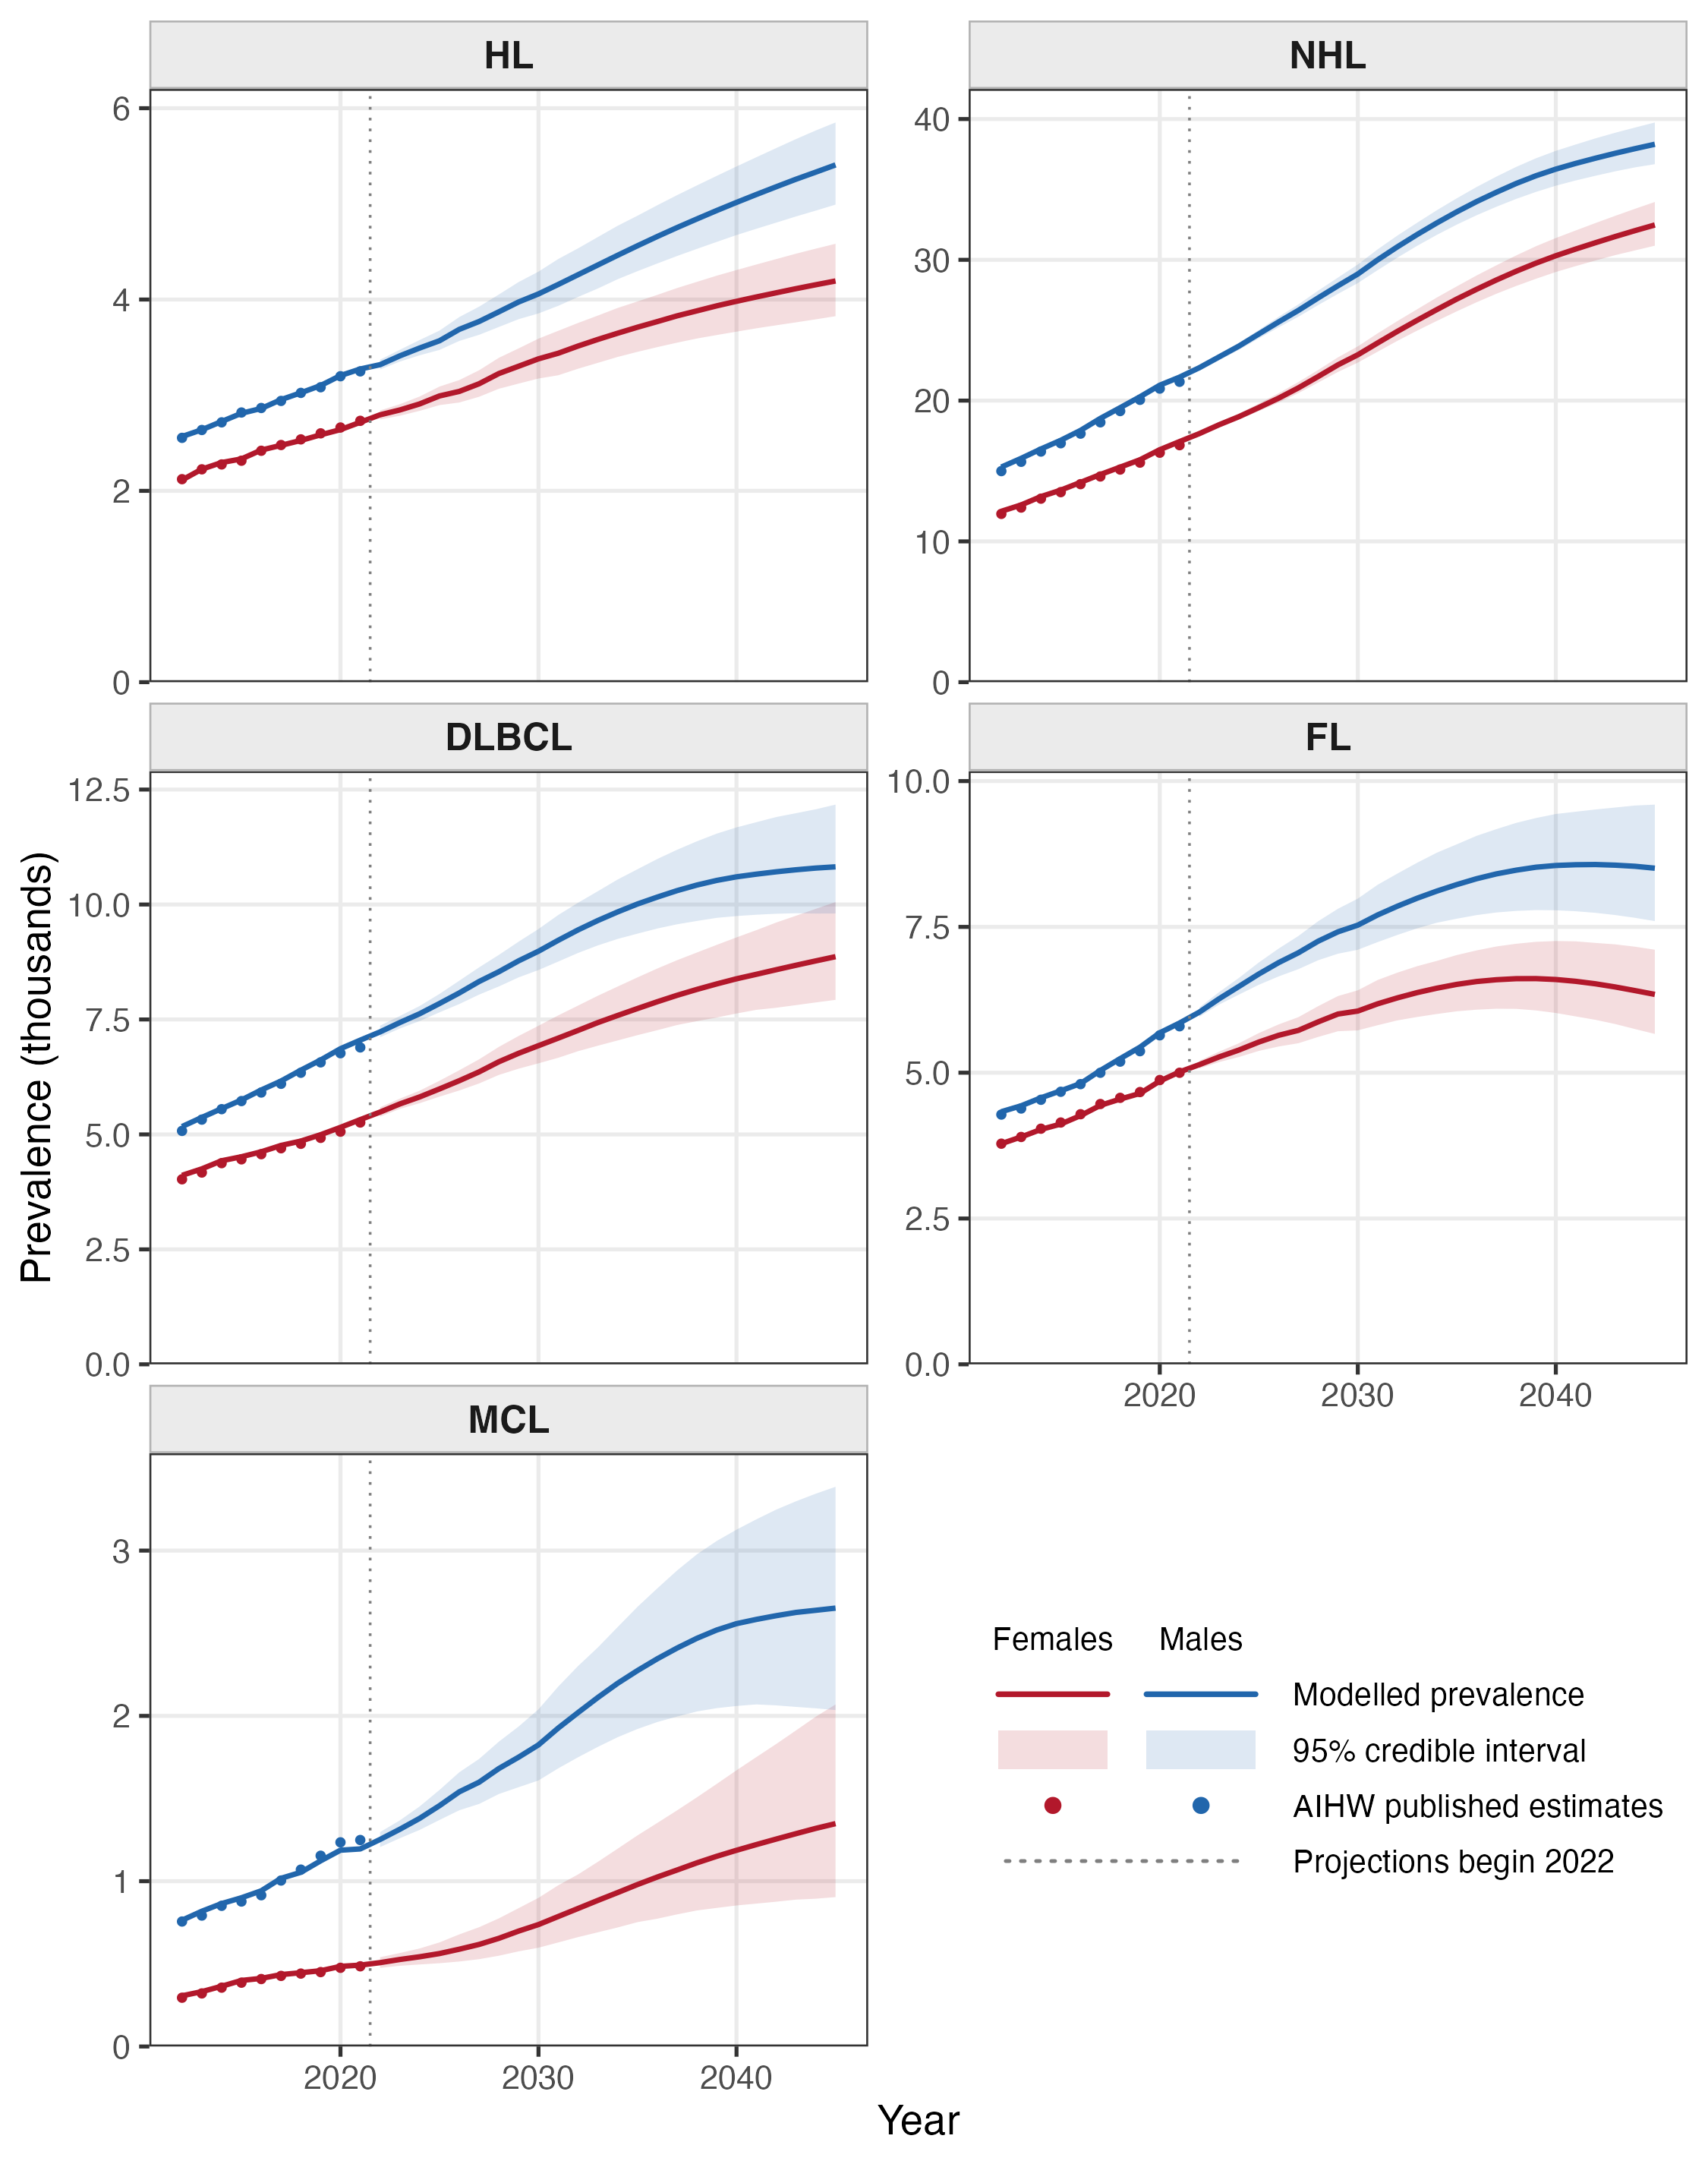 HL
NHL
6
4
2
0
40
30
20
10
0
DLBCL
FL
12.5
10.0
7.5
5.0
2.5
0.0
10.0
7.5
5.0
2.5
0.0
2020 2030 2040
Prevalence (thousands)
MCL
3
2
1
0
2020 2030 2040
Females Males
Modelled prevalence
95% credible interval
AIHW published estimates
Projections begin 2022
Year